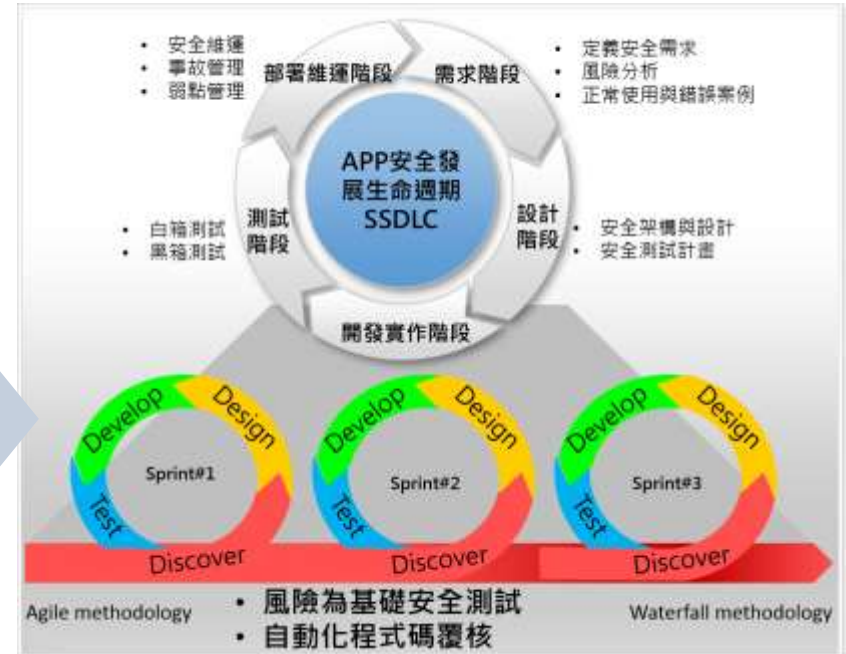 • 安全維運
• 事故管理
• 弱點管理
部署維運階段
需求階段
• 定義安全需求
• 風險分析
• 正常使用與錯誤案例
APP安全發
展生命週期
SSDLC
• 白箱測試
• 黑箱測試
測試
階段
設計
階段
• 安全架構與設計
• 安全測試計畫
開發實作階段
Develop
Design
Sprint#1
Test
Discover
Develop
Design
Sprint#2
Test
Discover
Develop
Design
Sprint#3
Test
Discover
Agile methodology
• 風險為基礎安全測試
• 自動化程式碼覆核
Waterfall methodology